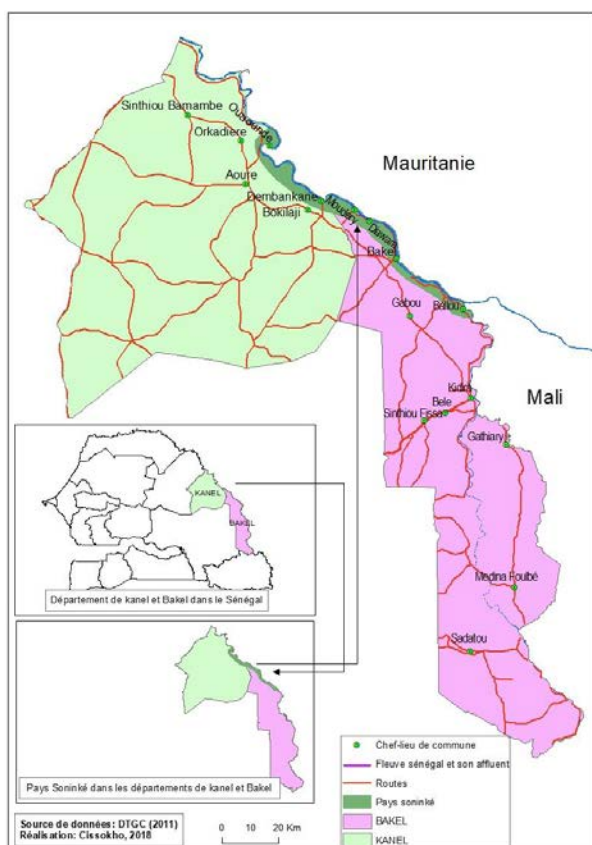 Sinthiou Bamambe
Orkadiere
Aoure
Dembankane
Bokilaji
Moudery
Diawara
Bakel
Mauritanie
Gabou
Ballou
Kidira
Bele
Sinthiou Fissa
Mali
Gathiary
Medina Foulbé
Sadatou
KANEL
BAKEL
Département de kanel et Bakel dans le Sénégal
Pays Soninké dans les départements de kanel et Bakel
Source de données: DTGC (2011)
Réalisation: Cissokho, 2018
0 10 20 Km
Chef-lieu de commune
Fleuve sénégal et son affluent
Routes
Pays soninké
BAKEL
KANEL